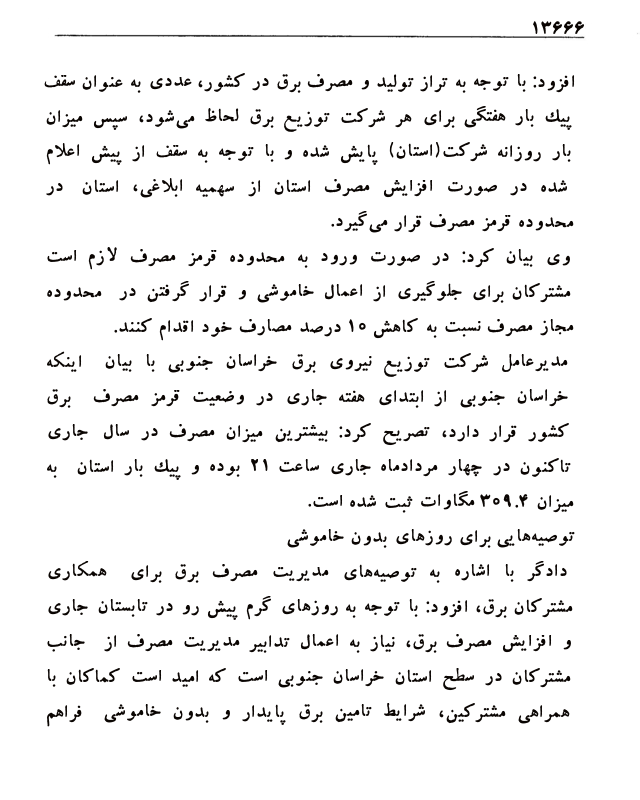 ۱۳۶۶۶
افزود: با توجه به تراز تولید و مصرف برق در کشور، عددی به عنوان سقف
پیك بار هفتگی برای هر شرکت توزیع برق لحاظ می‌شود، سپس میزان
بار روزانه شرکت(استان) پایش شده و با توجه به سقف از پیش اعلام
شده در صورت افزایش مصرف استان از سهمیه ابلاغی، استان در
محدوده قرمز مصرف قرار می‌گیرد.
وی بیان کرد: در صورت ورود به محدوده قرمز مصرف لازم است
مشترکان برای جلوگیری از اعمال خاموشی و قرار گرفتن در محدوده
مجاز مصرف نسبت به کاهش ۱۵ درصد مصارف خود اقدام کنند.
مدیرعامل شرکت توزیع نیروی برق خراسان جنوبی با بیان اینکه
خراسان جنوبی از ابتدای هفته جاری در وضعیت قرمز مصرف برق
کشور قرار دارد، تصریح کرد: بیشترین میزان مصرف در سال جاری
تاکنون در چهار مردادماه جاری ساعت ۲۱ بوده و پیك بار استان به
میزان ۳۰۹.۴ مگاوات ثبت شده است.
توصیه‌هایی برای روزهای بدون خاموشی
دادگر با اشاره به توصیه‌های مدیریت مصرف برق برای همکاری
مشترکان برق، افزود: با توجه به روزهای گرم پیش رو در تابستان جاری
و افزایش مصرف برق، نیاز به اعمال تدابیر مدیریت مصرف از جانب
مشترکان در سطح استان خراسان جنوبی است که امید است کماکان با
همراهی مشترکین، شرایط تامین برق پایدار و بدون خاموشی فراهم